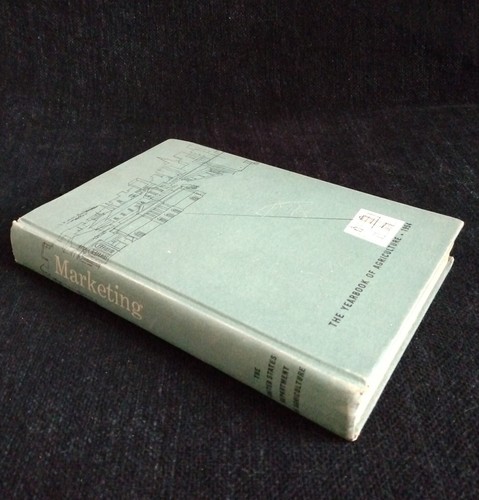 Marketing
THE YEARBOOK OF AGRICULTURE • 1954
THE
UNITED STATES
DEPARTMENT
OF AGRICULTURE